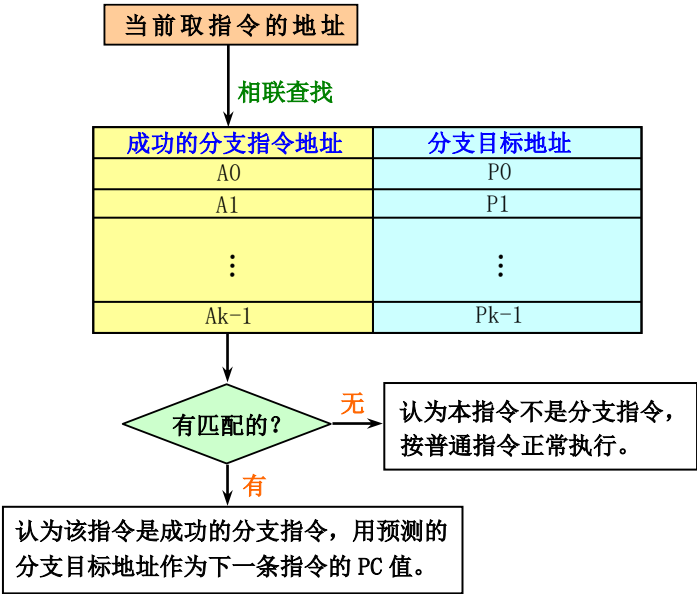 当前取指令的地址
相联查找
成功的分支指令地址 分支目标地址
A0 P0
A1 P1
⋮ ⋮
Ak-1 Pk-1
有匹配的？
无
认为本指令不是分支指令，
按普通指令正常执行。
有
认为该指令是成功的分支指令，用预测的
分支目标地址作为下一条指令的 PC 值。